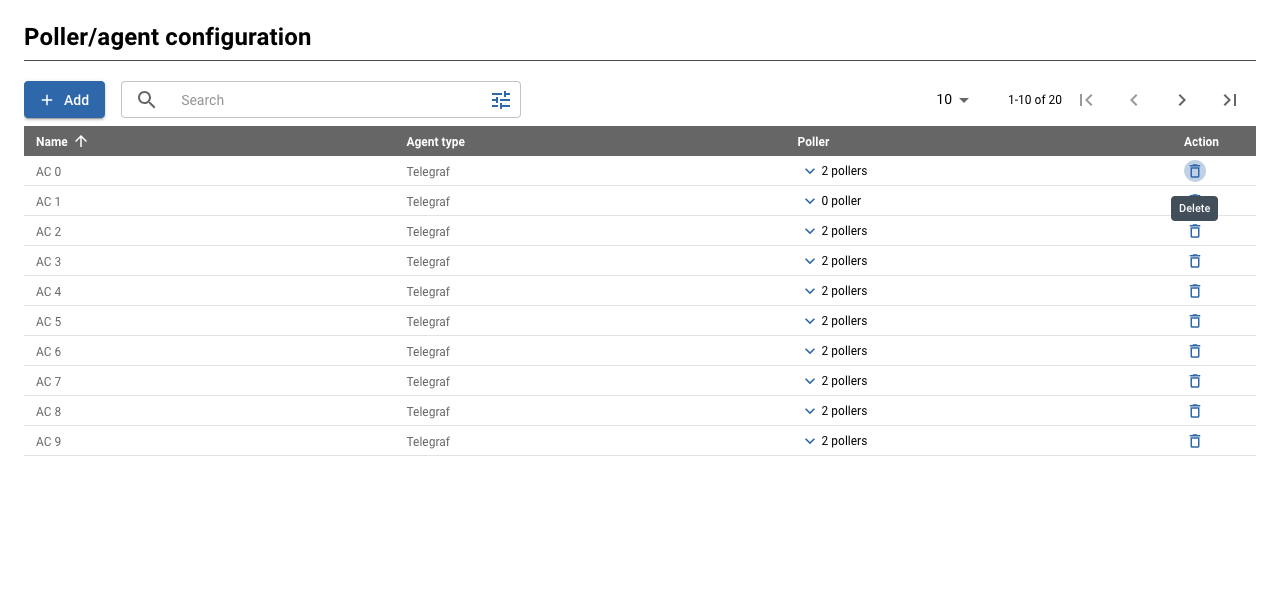 Poller/agent configuration
Add
Search
10
1-10 of 20
Name Agent type Poller Action
AC 0 Telegraf 2 pollers
AC 1 Telegraf 0 poller
Delete
AC 2 Telegraf 2 pollers
AC 3 Telegraf 2 pollers
AC 4 Telegraf 2 pollers
AC 5 Telegraf 2 pollers
AC 6 Telegraf 2 pollers
AC 7 Telegraf 2 pollers
AC 8 Telegraf 2 pollers
AC 9 Telegraf 2 pollers